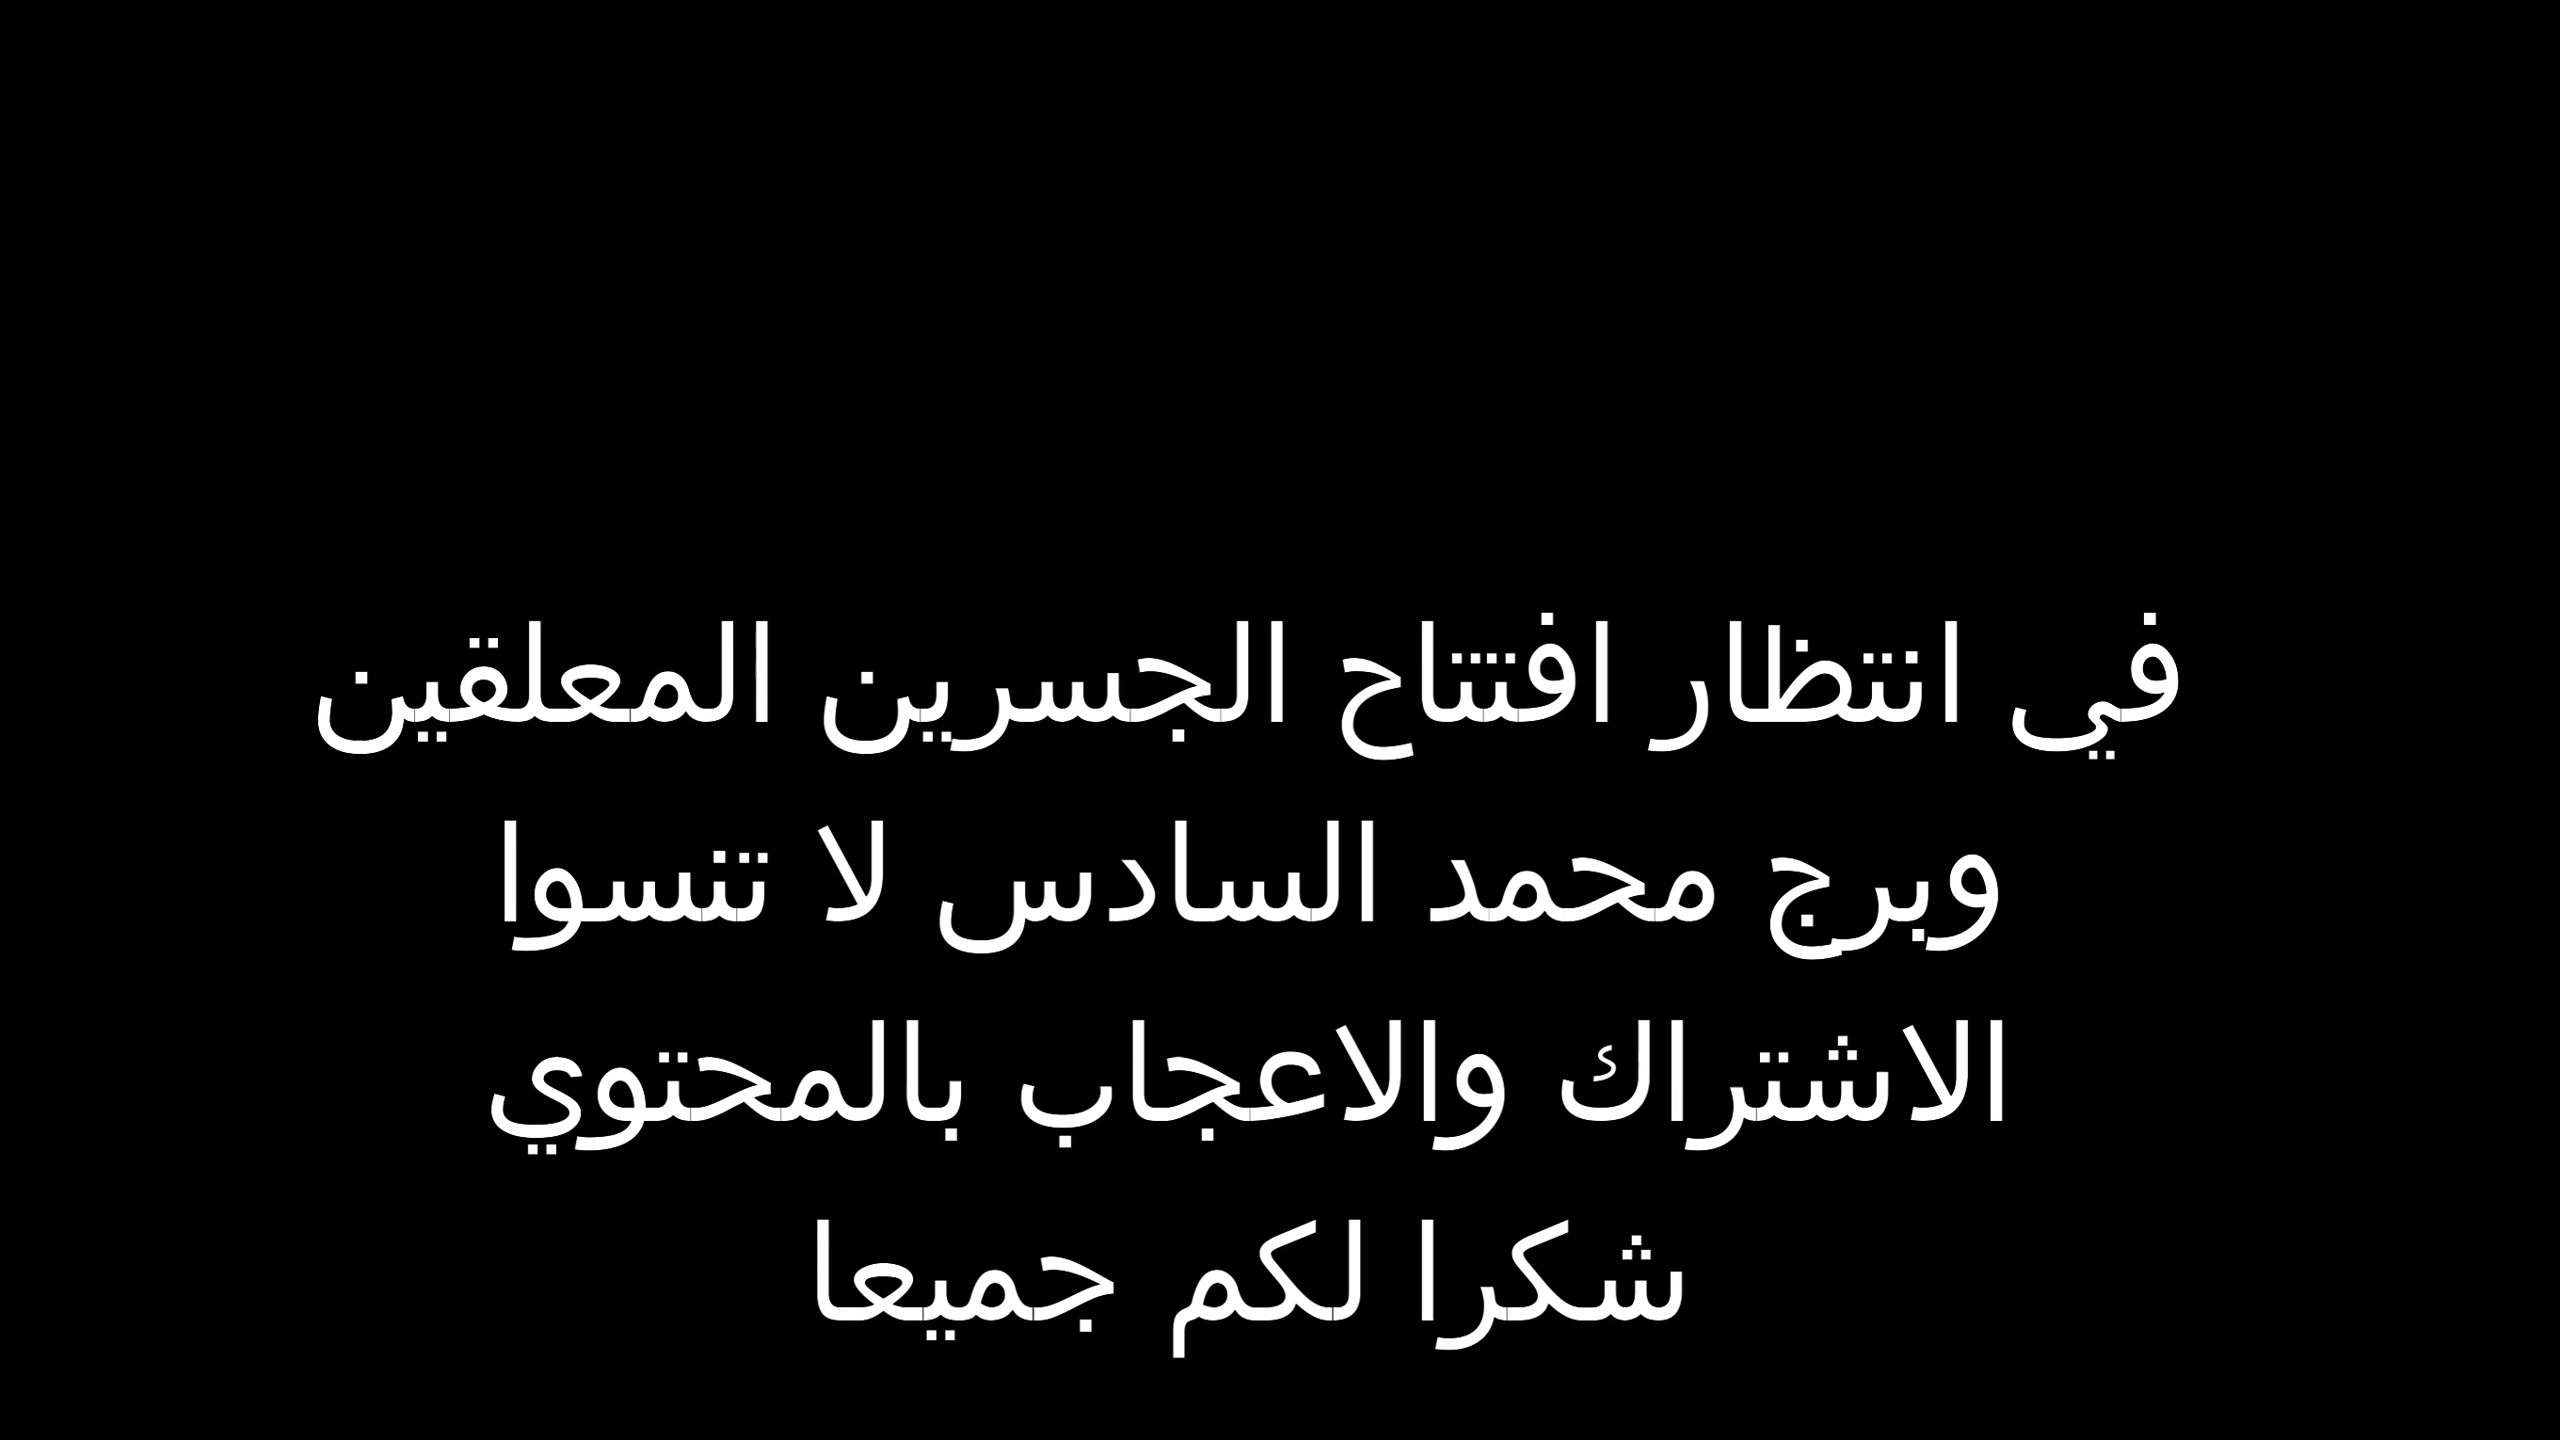 في انتظار افتتاح الجسرين المعلقين
وبرج محمد السادس لا تنسوا
الاشتراك والاعجاب بالمحتوي
شكرا لكم جميعا